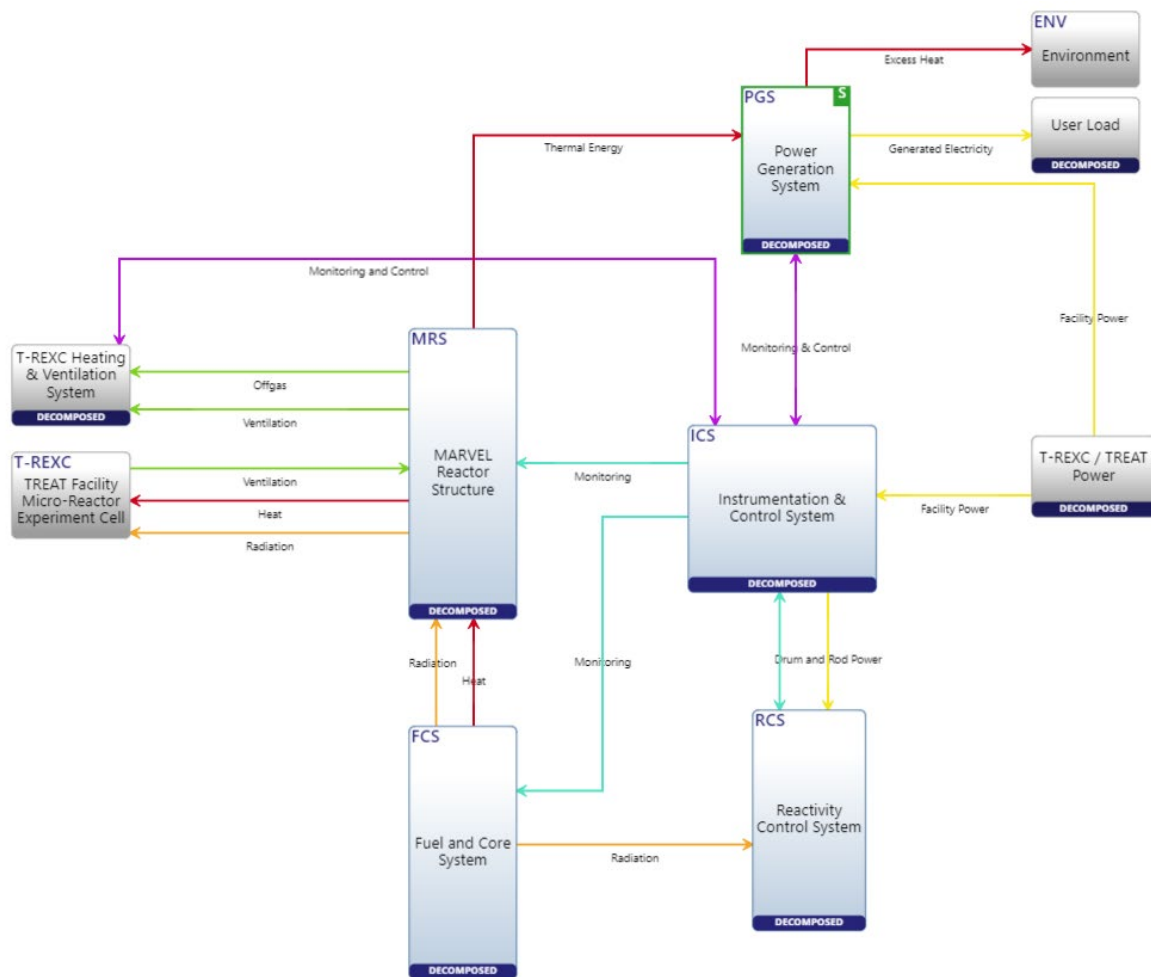 ENV
Environment
Excess Heat
PGS
S
Power
Generation
System
DECOMPOSED
User Load
DECOMPOSED
Thermal Energy
Generated Electricity
Monitoring and Control
Facility Power
Monitoring & Control
T-REXC Heating
& Ventilation
System
DECOMPOSED
MRS
MARVEL
Reactor
Structure
DECOMPOSED
Offgas
Ventilation
T-REXC
TREAT Facility
Micro-Reactor
Experiment Cell
Ventilation
Heat
Radiation
ICS
Instrumentation &
Control System
DECOMPOSED
Monitoring
Facility Power
T-REXC / TREAT
Power
DECOMPOSED
Radiation
Heat
Monitoring
Drum and Rod Power
FCS
Fuel and Core
System
DECOMPOSED
Radiation
RCS
Reactivity
Control System
DECOMPOSED